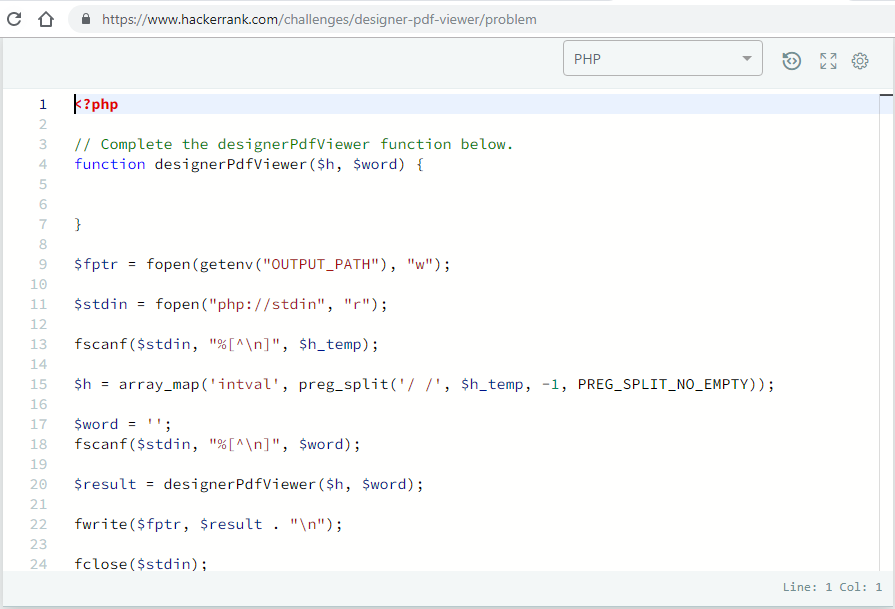 https://www.hackerrank.com/challenges/designer-pdf-viewer/problem
PHP
1 <?php
2
3 // Complete the designerPdfViewer function below.
4 function designerPdfViewer($h, $word) {
5
6
7 }
8
9 $fptr = fopen(getenv("OUTPUT_PATH"), "w");
10
11 $stdin = fopen("php://stdin", "r");
12
13 fscanf($stdin, "%[^\n]", $h_temp);
14
15 $h = array_map('intval', preg_split('/ /', $h_temp, -1, PREG_SPLIT_NO_EMPTY));
16
17 $word = '';
18 fscanf($stdin, "%[^\n]", $word);
19
20 $result = designerPdfViewer($h, $word);
21
22 fwrite($fptr, $result . "\n");
23
24 fclose($stdin);
Line: 1 Col: 1